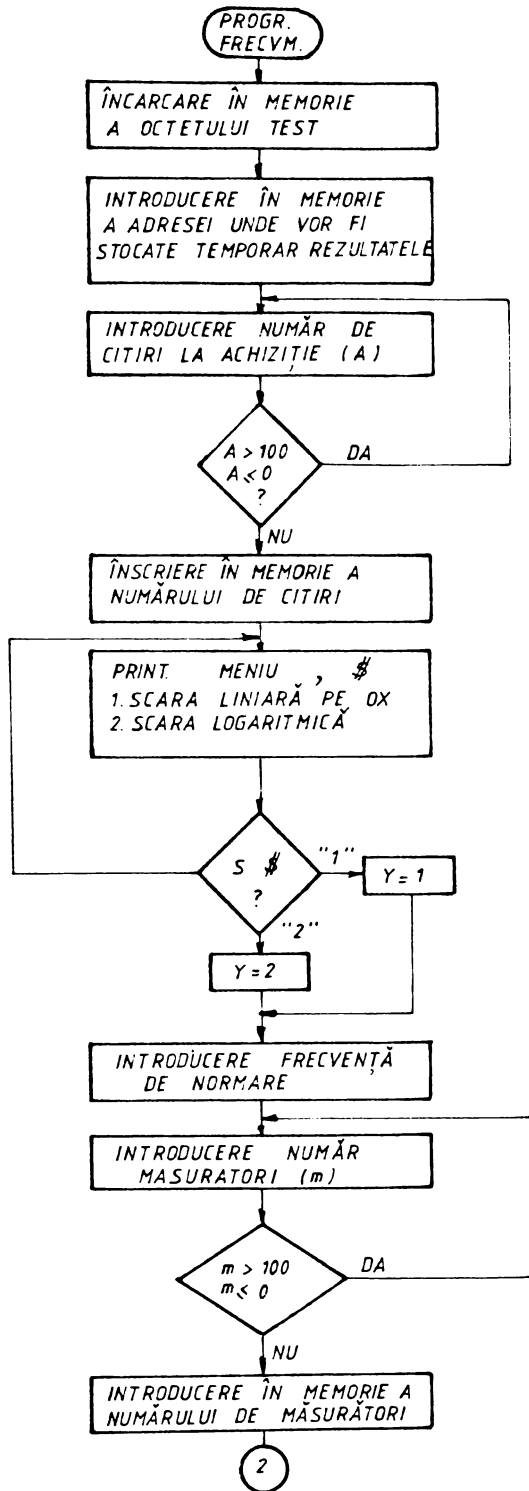 PROGR.
FRECVM.
ÎNCARCARE ÎN MEMORIE
A OCTETULUI TEST
INTRODUCERE ÎN MEMORIE
A ADRESEI UNDE VOR FI
STOCATE TEMPORAR REZULTATELE
INTRODUCERE NUMĂR DE
CITIRI LA ACHIZIȚIE (A)
A > 100
A ≤ 0
?
DA
NU
ÎNSCRIERE ÎN MEMORIE A
NUMĂRULUI DE CITIRI
PRINT. MENIU , $
1. SCARA LINIARĂ PE OX
2. SCARA LOGARITMICĂ
S $
?
"1"
Y = 1
"2"
Y = 2
INTRODUCERE FRECVENȚĂ
DE NORMARE
INTRODUCERE NUMĂR
MASURATORI (m)
m > 100
m ≤ 0
DA
NU
INTRODUCERE ÎN MEMORIE A
NUMĂRULUI DE MĂSURĂTORI
2